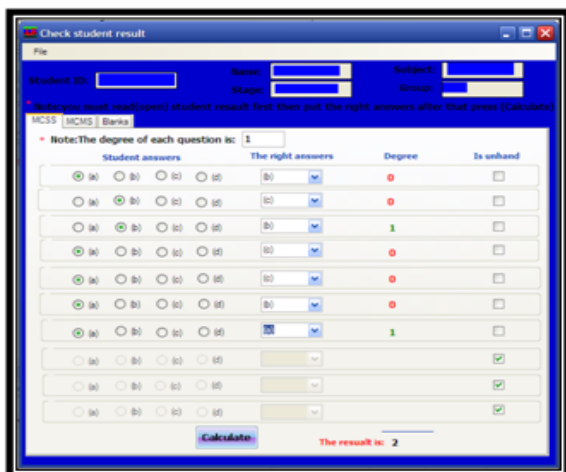 Check student result
File
Student ID: Name: Subject:
Stage: Group:
* Note:you must read(open) student resualt first then put the right answers after that press (Calculate)
MCSS MCMS Blanks
* Note:The degree of each question is: 1
Student answers The right answers Degree Is unhand
(a) (b) (c) (d) (b) 0
(a) (b) (c) (d) (c) 0
(a) (b) (c) (d) (b) 1
(a) (b) (c) (d) (c) 0
(a) (b) (c) (d) (c) 0
(a) (b) (c) (d) (b) 0
(a) (b) (c) (d) 1
(a) (b) (c) (d)
(a) (b) (c) (d)
(a) (b) (c) (d)
Calculate The resualt is: 2